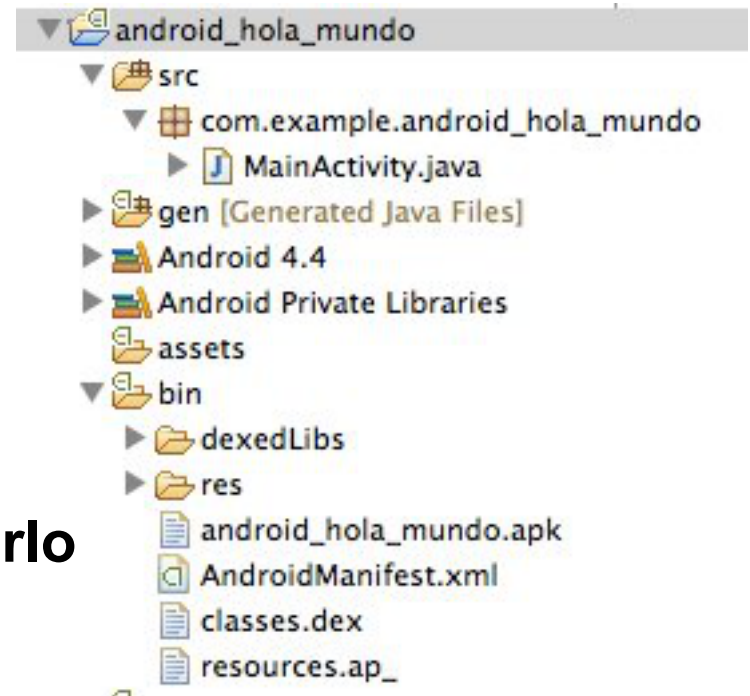 android_hola_mundo
src
com.example.android_hola_mundo
J MainActivity.java
gen [Generated Java Files]
Android 4.4
Android Private Libraries
assets
bin
dexedLibs
res
rlo
android_hola_mundo.apk
AndroidManifest.xml
classes.dex
resources.ap_